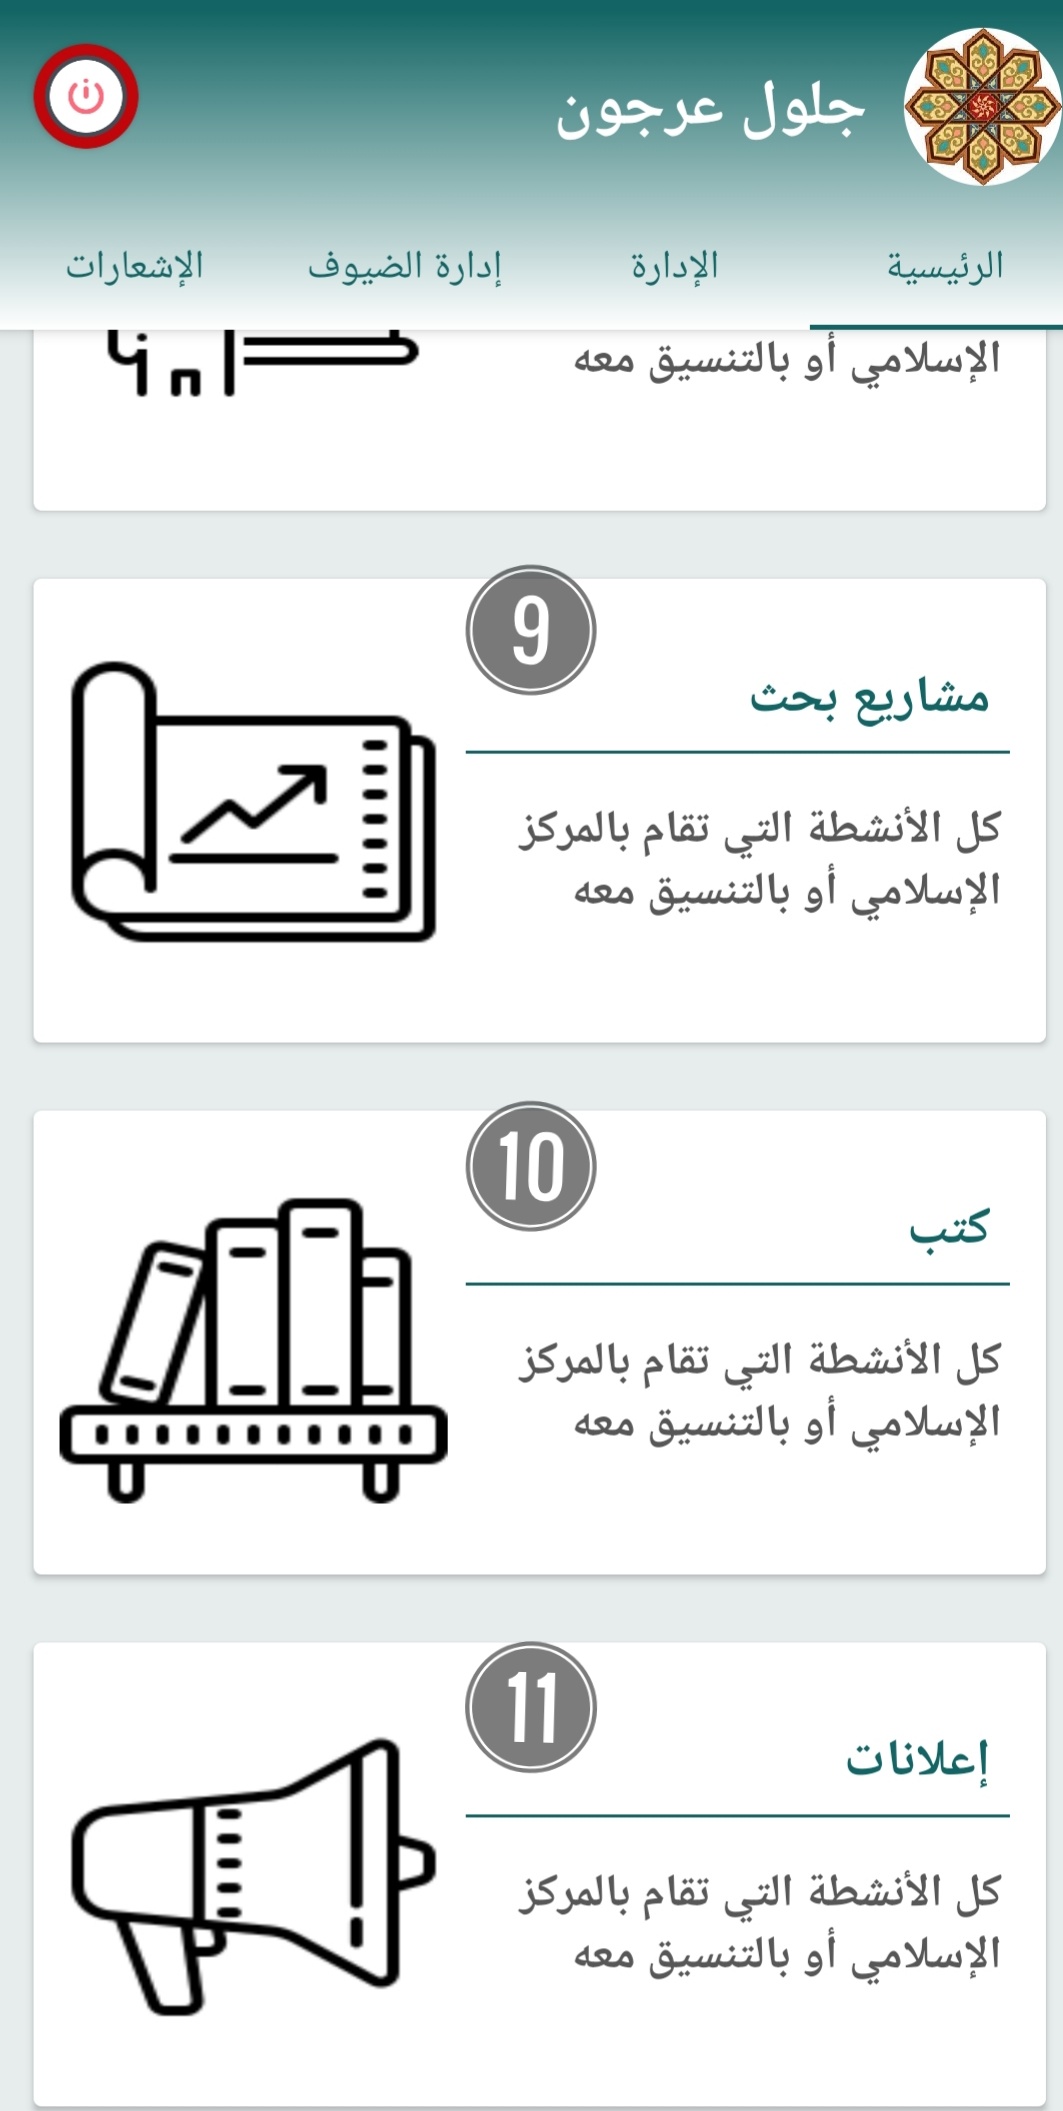 جلول عرجون
الرئيسية
الإدارة
إدارة الضيوف
الإشعارات
الإسلامي أو بالتنسيق معه
9
مشاريع بحث
كل الأنشطة التي تقام بالمركز
الإسلامي أو بالتنسيق معه
10
كتب
كل الأنشطة التي تقام بالمركز
الإسلامي أو بالتنسيق معه
11
إعلانات
كل الأنشطة التي تقام بالمركز
الإسلامي أو بالتنسيق معه